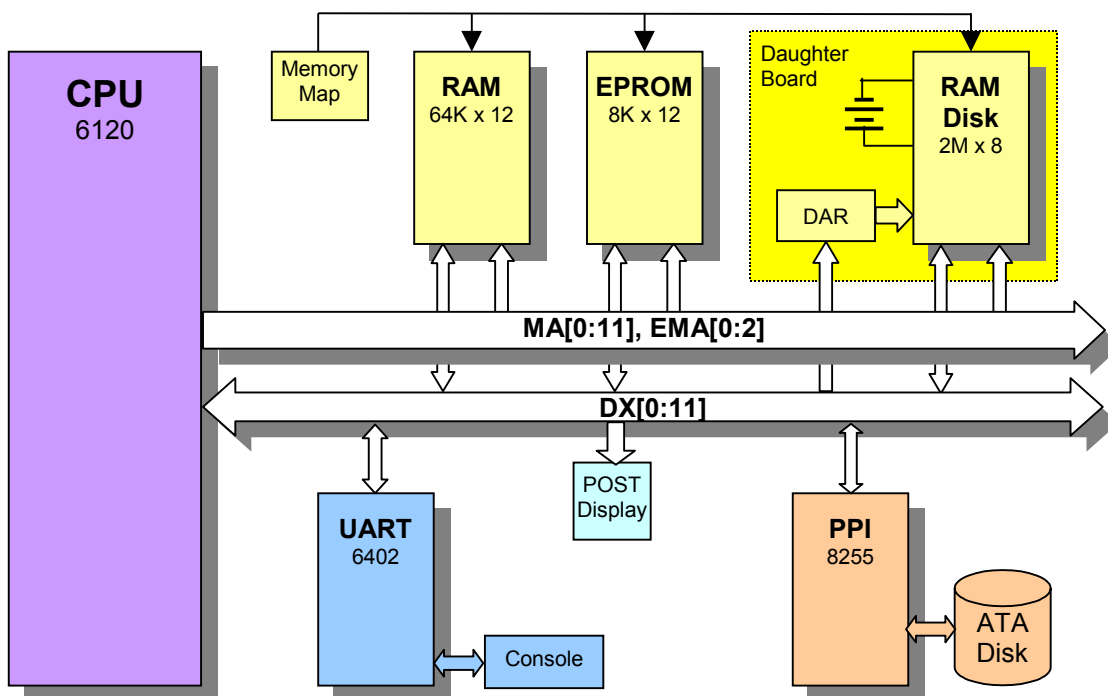 CPU
6120
Memory
Map
RAM
64K x 12
EPROM
8K x 12
Daughter
Board
RAM
Disk
2M x 8
DAR
MA[0:11], EMA[0:2]
DX[0:11]
UART
6402
Console
POST
Display
PPI
8255
ATA
Disk